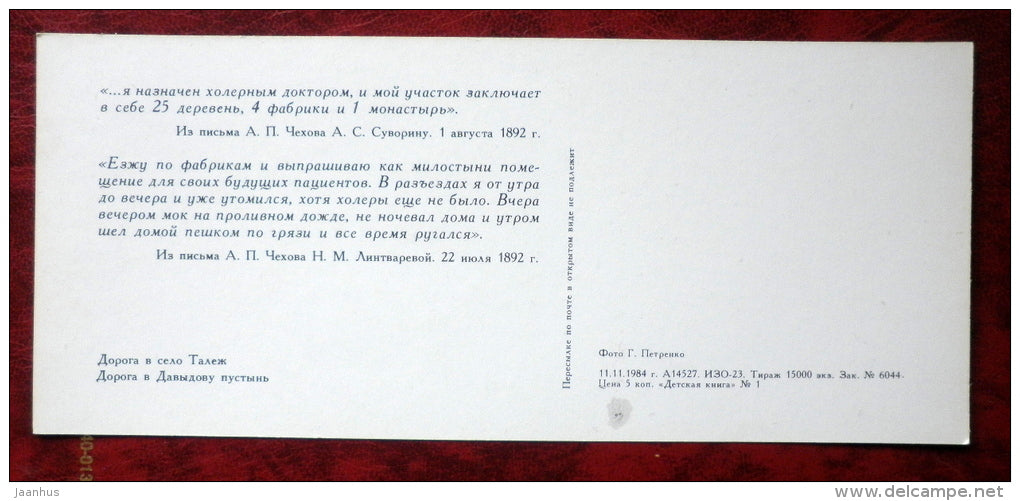 «...я назначен холерным доктором, и мой участок заключает
в себе 25 деревень, 4 фабрики и 1 монастырь».
Из письма А. П. Чехова А. С. Суворину. 1 августа 1892 г.
«Езжу по фабрикам и выпрашиваю как милостыни поме-
щение для своих будущих пациентов. В разъездах я от утра
до вечера и уже утомился, хотя холеры еще не было. Вчера
вечером мок на проливном дожде, не ночевал дома и утром
шел домой пешком по грязи и все время ругался».
Из письма А. П. Чехова Н. М. Линтваревой. 22 июля 1892 г.
Дорога в село Талеж
Дорога в Давыдову пустынь
Пересылке по почте в открытом виде не подлежит
Фото Г. Петренко
11.11.1984 г. А14527. ИЗО-23. Тираж 15000 экз. Зак. № 6044.
Цена 5 коп. «Детская книга» № 1
40-013
jaanhus
delcampe.net